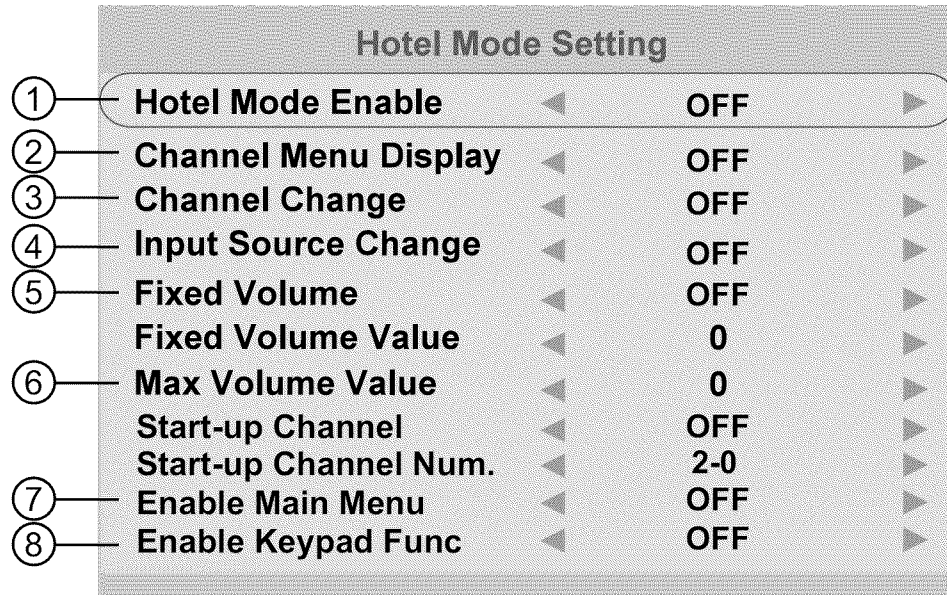 Hotel Mode Setting
① Hotel Mode Enable ◀ OFF ▶
② Channel Menu Display ◀ OFF ▶
③ Channel Change ◀ OFF ▶
④ Input Source Change ◀ OFF ▶
⑤ Fixed Volume ◀ OFF ▶
Fixed Volume Value ◀ 0 ▶
⑥ Max Volume Value ◀ 0 ▶
Start-up Channel ◀ OFF ▶
Start-up Channel Num. ◀ 2-0 ▶
⑦ Enable Main Menu ◀ OFF ▶
⑧ Enable Keypad Func ◀ OFF ▶